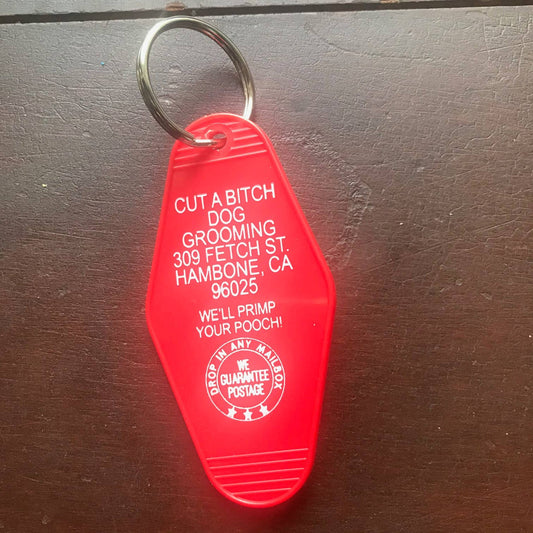 CUT A BITCH
DOG
GROOMING
309 FETCH ST.
HAMBONE, CA
96025
WE'LL PRIMP
YOUR POOCH!
DROP IN ANY MAILBOX
WE
GUARANTEE
POSTAGE